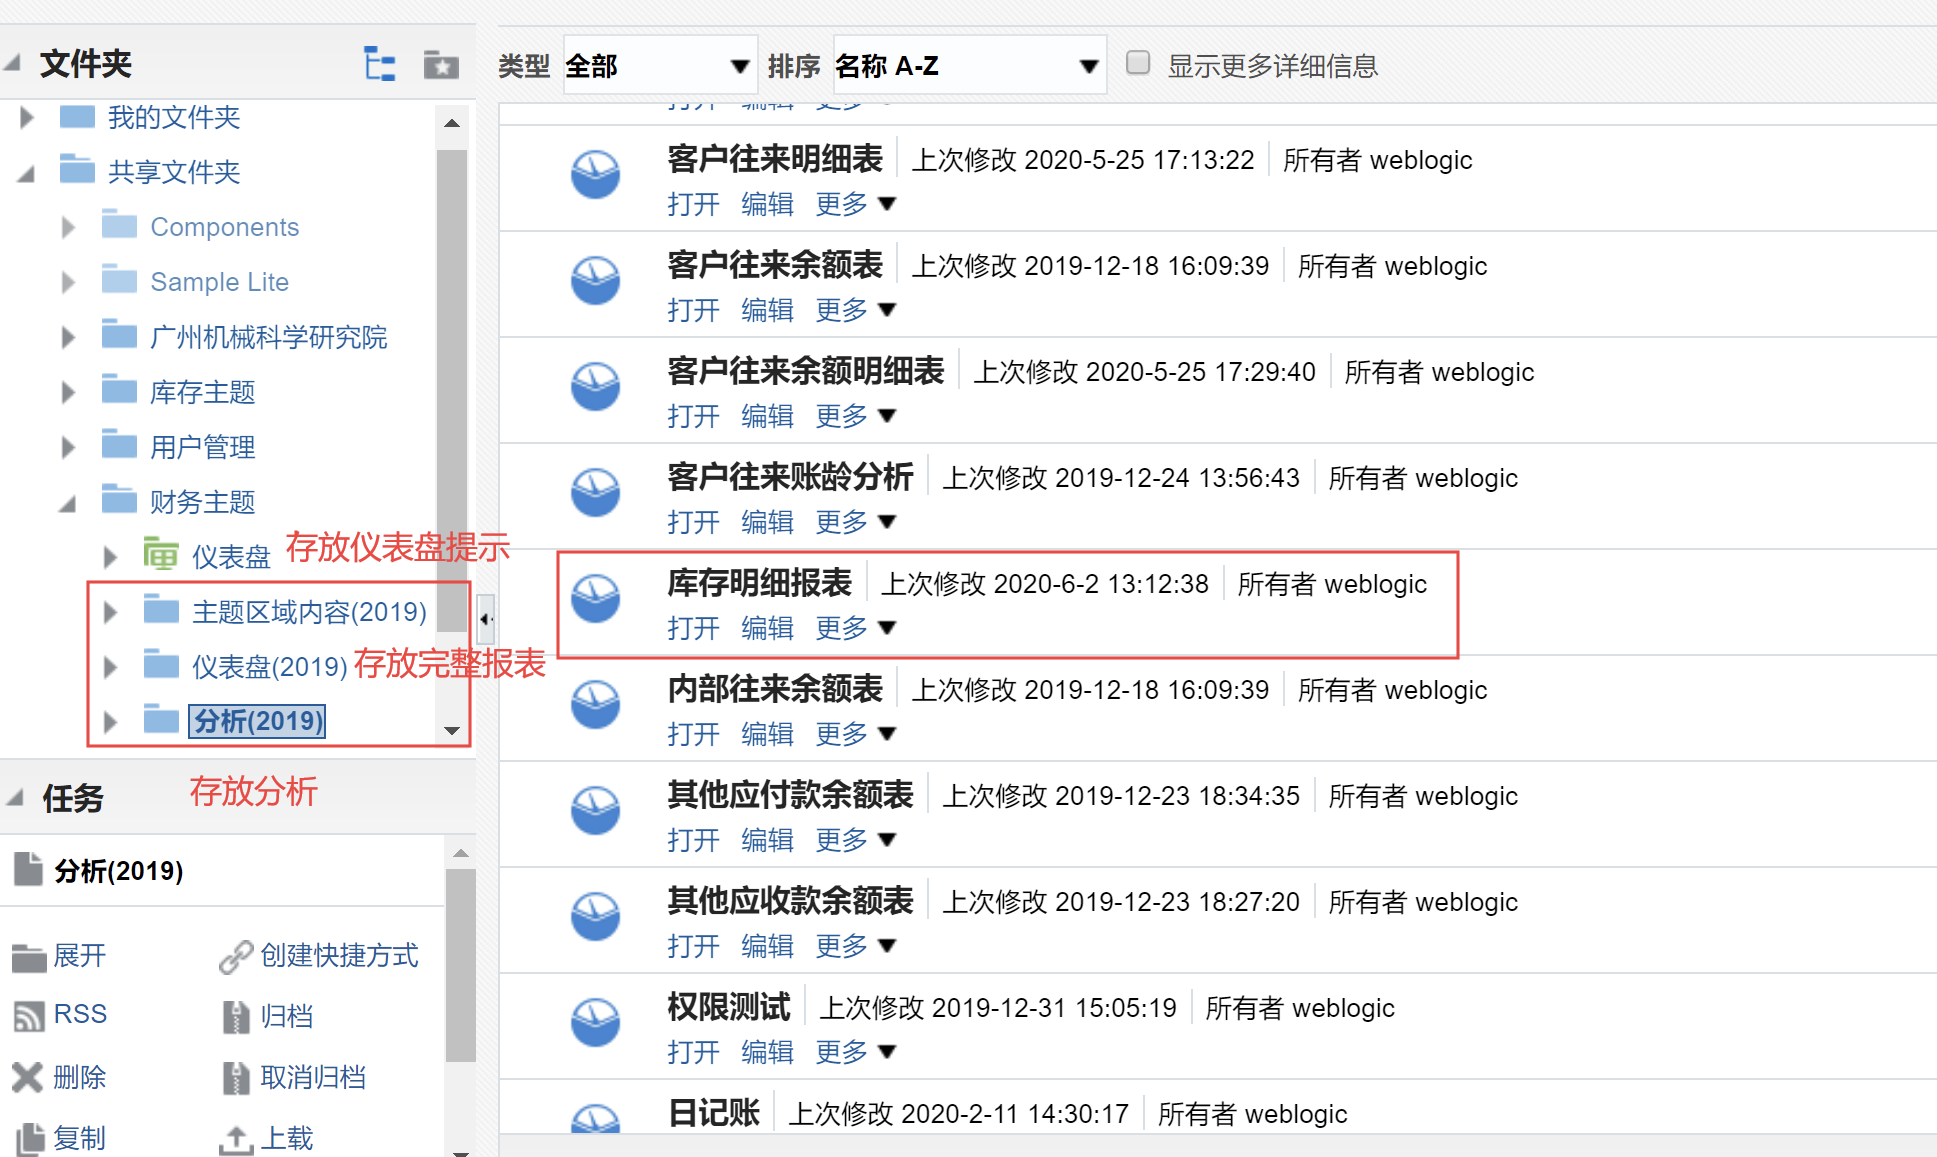 文件夹
我的文件夹
共享文件夹
Components
Sample Lite
广州机械科学研究院
库存主题
用户管理
财务主题
仪表盘 存放仪表盘提示
主题区域内容(2019)
仪表盘(2019) 存放完整报表
分析(2019)
任务 存放分析
分析(2019)
展开 创建快捷方式
RSS 归档
删除 取消归档
复制 上载
类型 全部 排序 名称 A-Z 显示更多详细信息
打开 编辑 更多
客户往来明细表 上次修改 2020-5-25 17:13:22 所有者 weblogic
打开 编辑 更多
客户往来余额表 上次修改 2019-12-18 16:09:39 所有者 weblogic
打开 编辑 更多
客户往来余额明细表 上次修改 2020-5-25 17:29:40 所有者 weblogic
打开 编辑 更多
客户往来账龄分析 上次修改 2019-12-24 13:56:43 所有者 weblogic
打开 编辑 更多
库存明细报表 上次修改 2020-6-2 13:12:38 所有者 weblogic
打开 编辑 更多
内部往来余额表 上次修改 2019-12-18 16:09:39 所有者 weblogic
打开 编辑 更多
其他应付款余额表 上次修改 2019-12-23 18:34:35 所有者 weblogic
打开 编辑 更多
其他应收款余额表 上次修改 2019-12-23 18:27:20 所有者 weblogic
打开 编辑 更多
权限测试 上次修改 2019-12-31 15:05:19 所有者 weblogic
打开 编辑 更多
日记账 上次修改 2020-2-11 14:30:17 所有者 weblogic